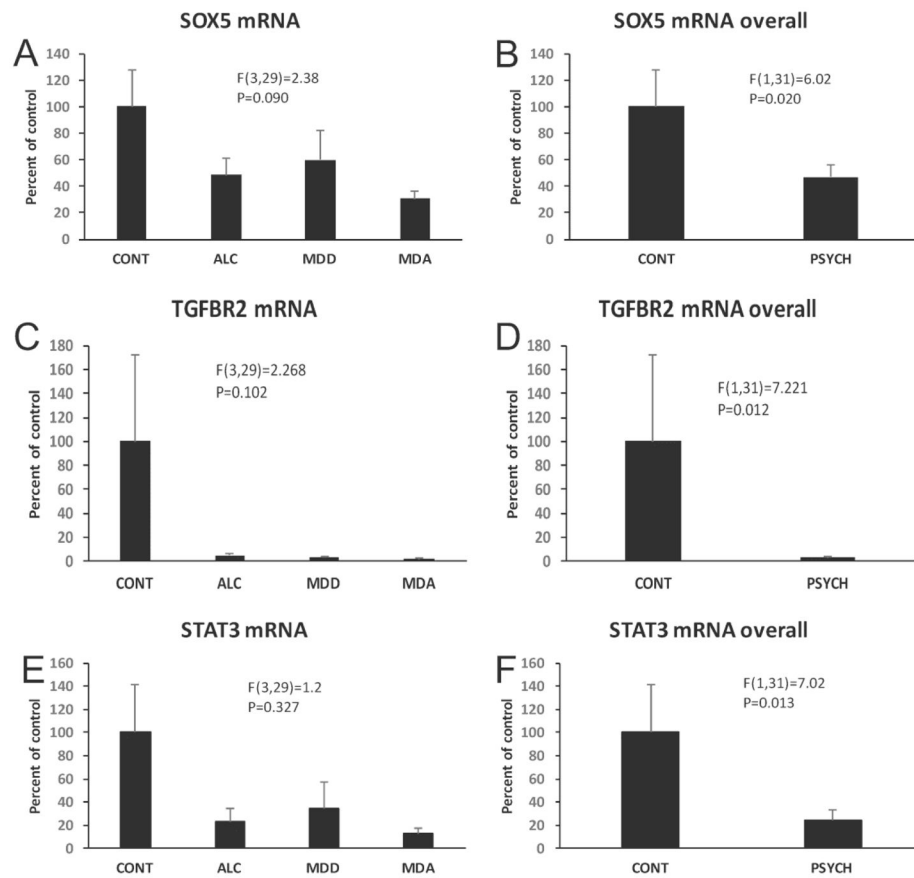 A
SOX5 mRNA
Percent of control
140
120
100
80
60
40
20
0
F(3,29)=2.38
P=0.090
CONT ALC MDD MDA
B
SOX5 mRNA overall
Percent of control
140
120
100
80
60
40
20
0
F(1,31)=6.02
P=0.020
CONT PSYCH
C
TGFBR2 mRNA
Percent of control
180
160
140
120
100
80
60
40
20
0
F(3,29)=2.268
P=0.102
CONT ALC MDD MDA
D
TGFBR2 mRNA overall
Percent of control
180
160
140
120
100
80
60
40
20
0
F(1,31)=7.221
P=0.012
CONT PSYCH
E
STAT3 mRNA
Percent of control
160
140
120
100
80
60
40
20
0
F(3,29)=1.2
P=0.327
CONT ALC MDD MDA
F
STAT3 mRNA overall
Percent of control
160
140
120
100
80
60
40
20
0
F(1,31)=7.02
P=0.013
CONT PSYCH